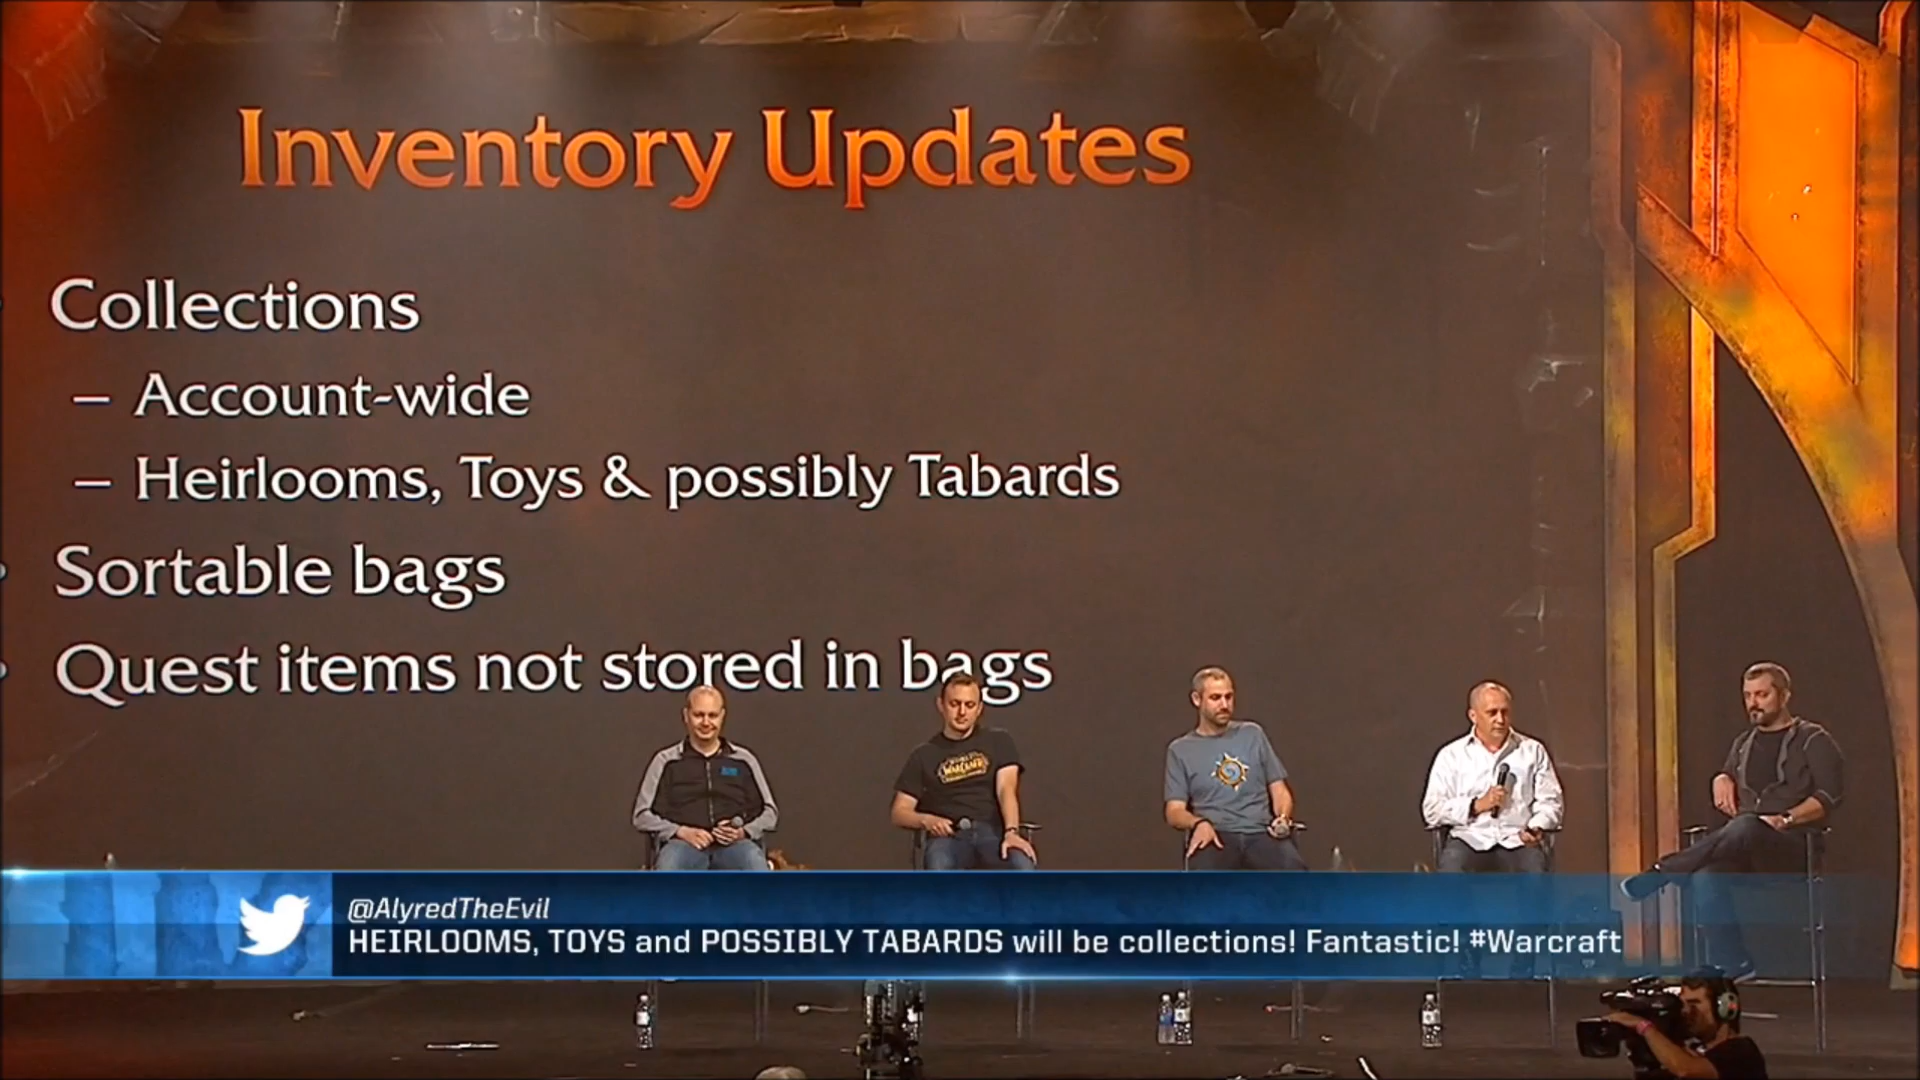 Inventory Updates
Collections
– Account-wide
– Heirlooms, Toys & possibly Tabards
Sortable bags
Quest items not stored in bags
WARCRAFT
@AlyredTheEvil
HEIRLOOMS, TOYS and POSSIBLY TABARDS will be collections! Fantastic! #Warcraft